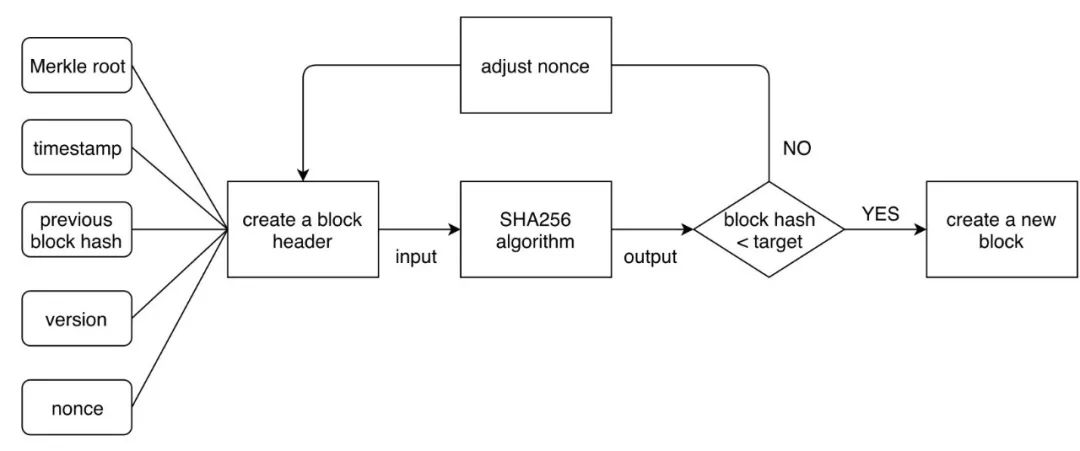 Merkle root
timestamp
previous
block hash
version
nonce
adjust nonce
create a block
header
input
SHA256
algorithm
output
block hash
< target
NO
YES
create a new
block